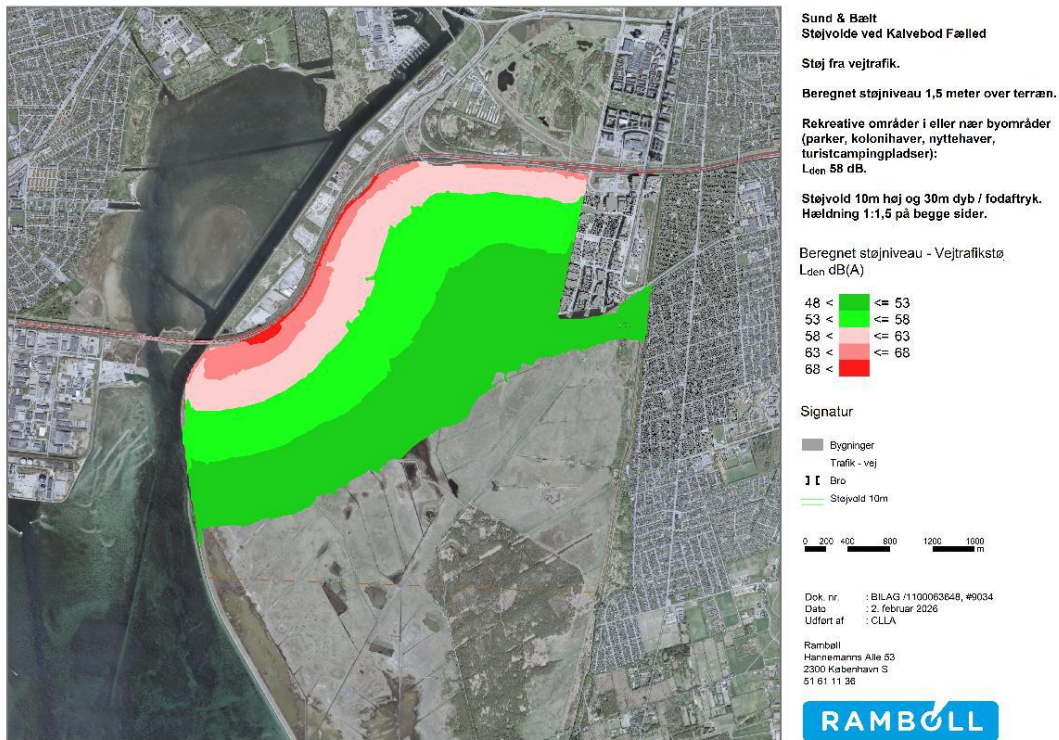 Sund & Bælt
Støjvolde ved Kalvebod Fælled
Støj fra vejtrafik.
Beregnet støjniveau 1,5 meter over terræn.
Rekreative områder i eller nær byområder
(parker, kolonihaver, nyttehaver,
turistcampingpladser):
Lden 58 dB.
Støjvold 10m høj og 30m dyb / fodaftryk.
Hældning 1:1,5 på begge sider.
Beregnet støjniveau - Vejtrafikstø
Lden dB(A)
48 < <= 53
53 < <= 58
58 < <= 63
63 < <= 68
68 <
Signatur
Bygninger
Trafik - vej
Bro
Støjvold 10m
0 200 400 800 1200 1600
m
Dok. nr. : BILAG /1100063648, #9034
Dato : 2. februar 2026
Udført af : CLLA
Rambøll
Hannemanns Alle 53
2300 København S
51 61 11 36
RAMBOLL